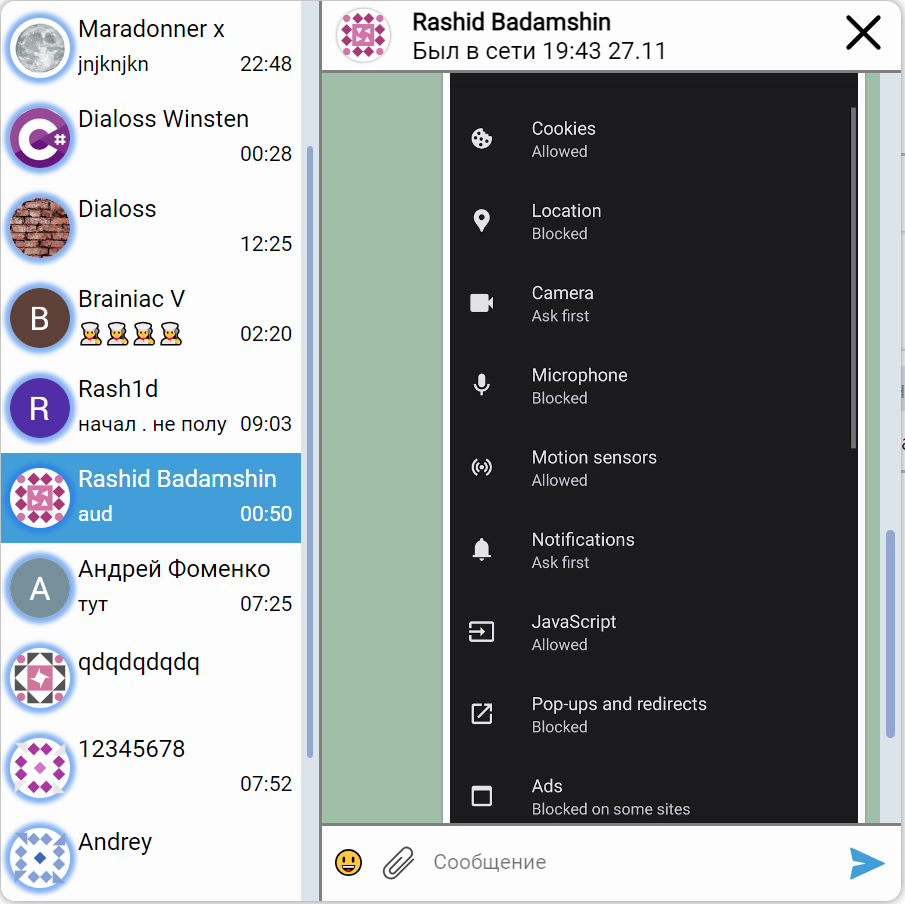 Maradonner x
jnjknjkn 22:48
Dialoss Winsten
00:28
Dialoss
12:25
B
Brainiac V
02:20
R
Rash1d
начал . не полу 09:03
Rashid Badamshin
aud 00:50
А
Андрей Фоменко
тут 07:25
qdqdqdqdq
12345678
07:52
Andrey
Rashid Badamshin
Был в сети 19:43 27.11
Cookies
Allowed
Location
Blocked
Camera
Ask first
Microphone
Blocked
Motion sensors
Allowed
Notifications
Ask first
JavaScript
Allowed
Pop-ups and redirects
Blocked
Ads
Blocked on some sites
Сообщение